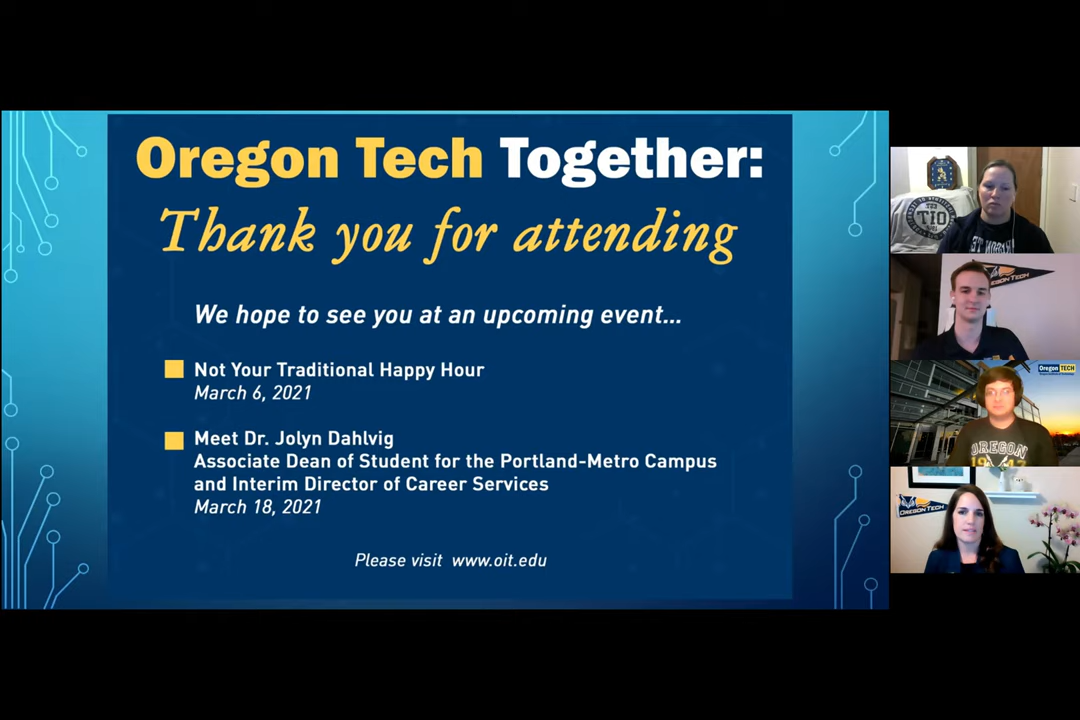 Oregon Tech Together:
Thank you for attending
We hope to see you at an upcoming event...
Not Your Traditional Happy Hour
March 6, 2021
Meet Dr. Jolyn Dahlvig
Associate Dean of Student for the Portland-Metro Campus
and Interim Director of Career Services
March 18, 2021
Please visit www.oit.edu
OIT
OREGON TECH
Oregon TECH
OREGON
1947
OREGON TECH